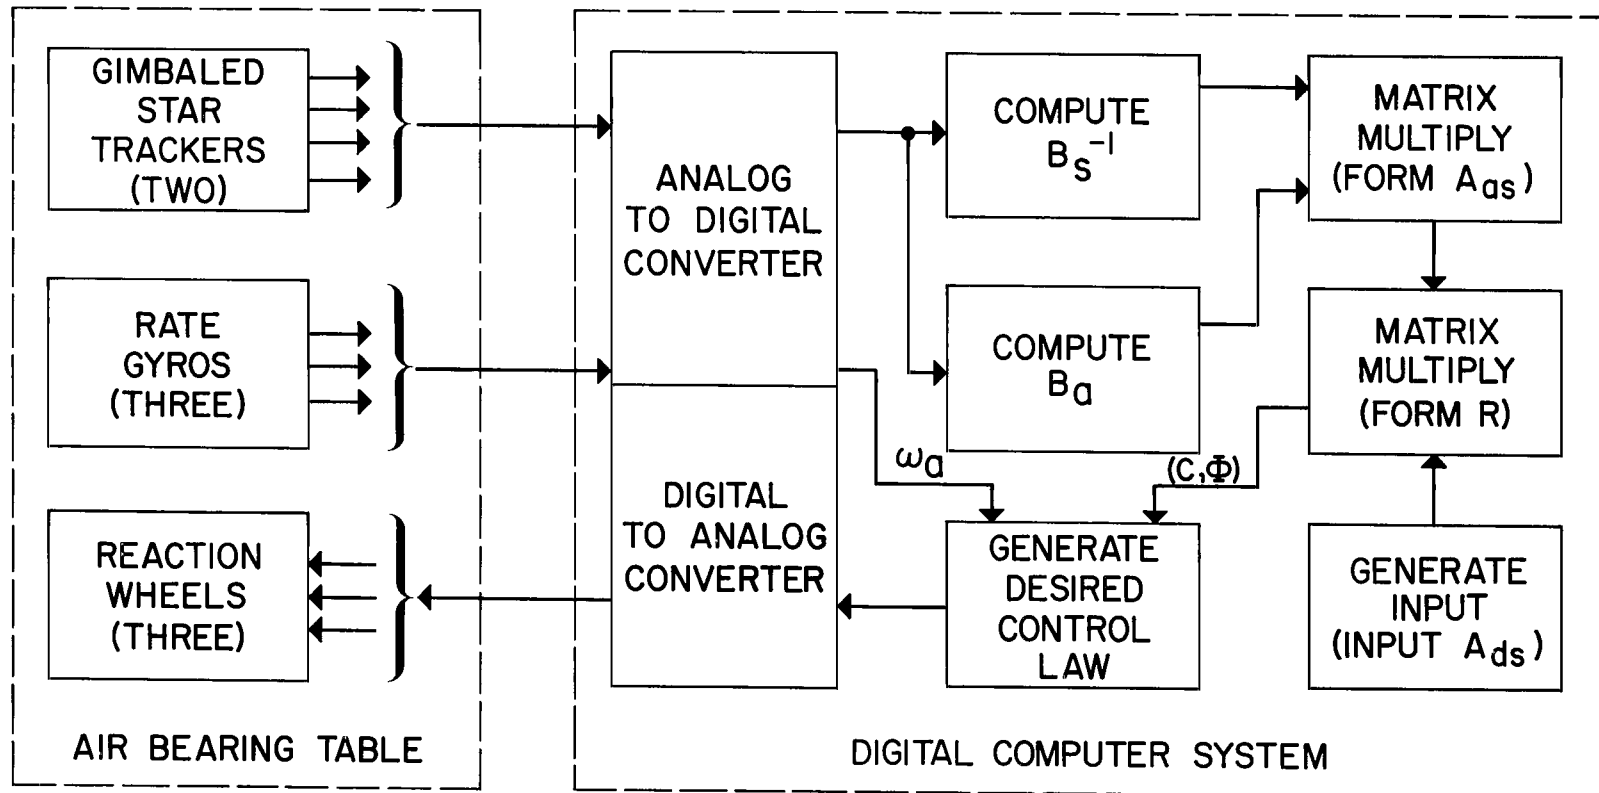 GIMBALED
STAR
TRACKERS
(TWO)
RATE
GYROS
(THREE)
REACTION
WHEELS
(THREE)
AIR BEARING TABLE
ANALOG
TO DIGITAL
CONVERTER
DIGITAL
TO ANALOG
CONVERTER
COMPUTE
Bₛ⁻¹
COMPUTE
Bₐ
ωₐ
(C,Φ)
GENERATE
DESIRED
CONTROL
LAW
MATRIX
MULTIPLY
(FORM Aₐₛ)
MATRIX
MULTIPLY
(FORM R)
GENERATE
INPUT
(INPUT A_ds)
DIGITAL COMPUTER SYSTEM